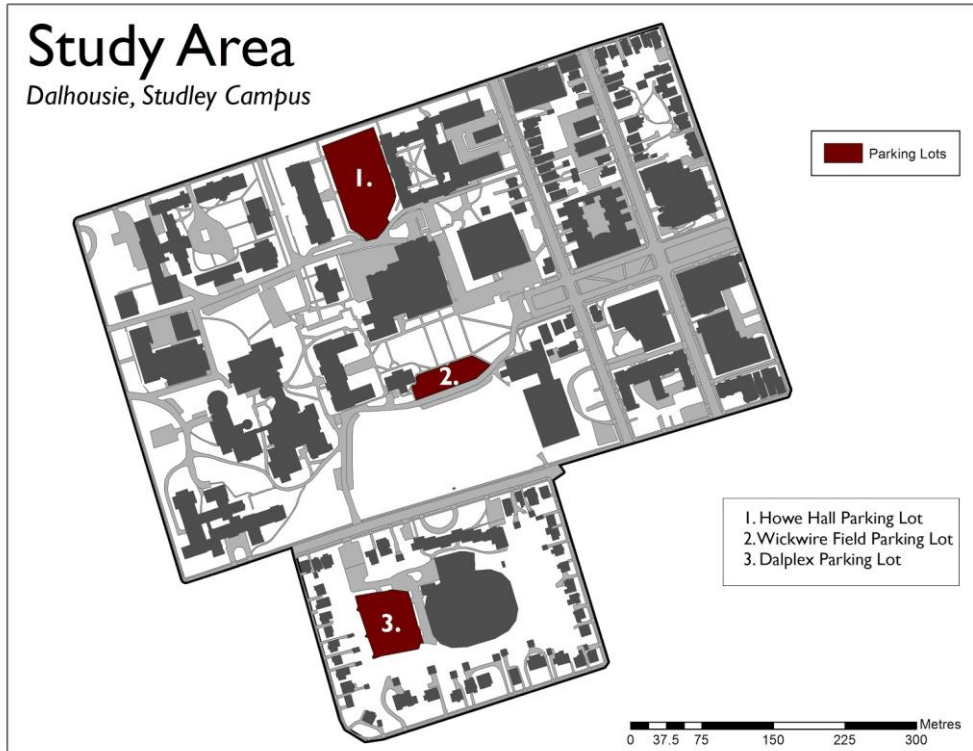 Study Area
Dalhousie, Studley Campus
Parking Lots
1.
2.
3.
1. Howe Hall Parking Lot
2. Wickwire Field Parking Lot
3. Dalplex Parking Lot
Metres
0 37.5 75 150 225 300